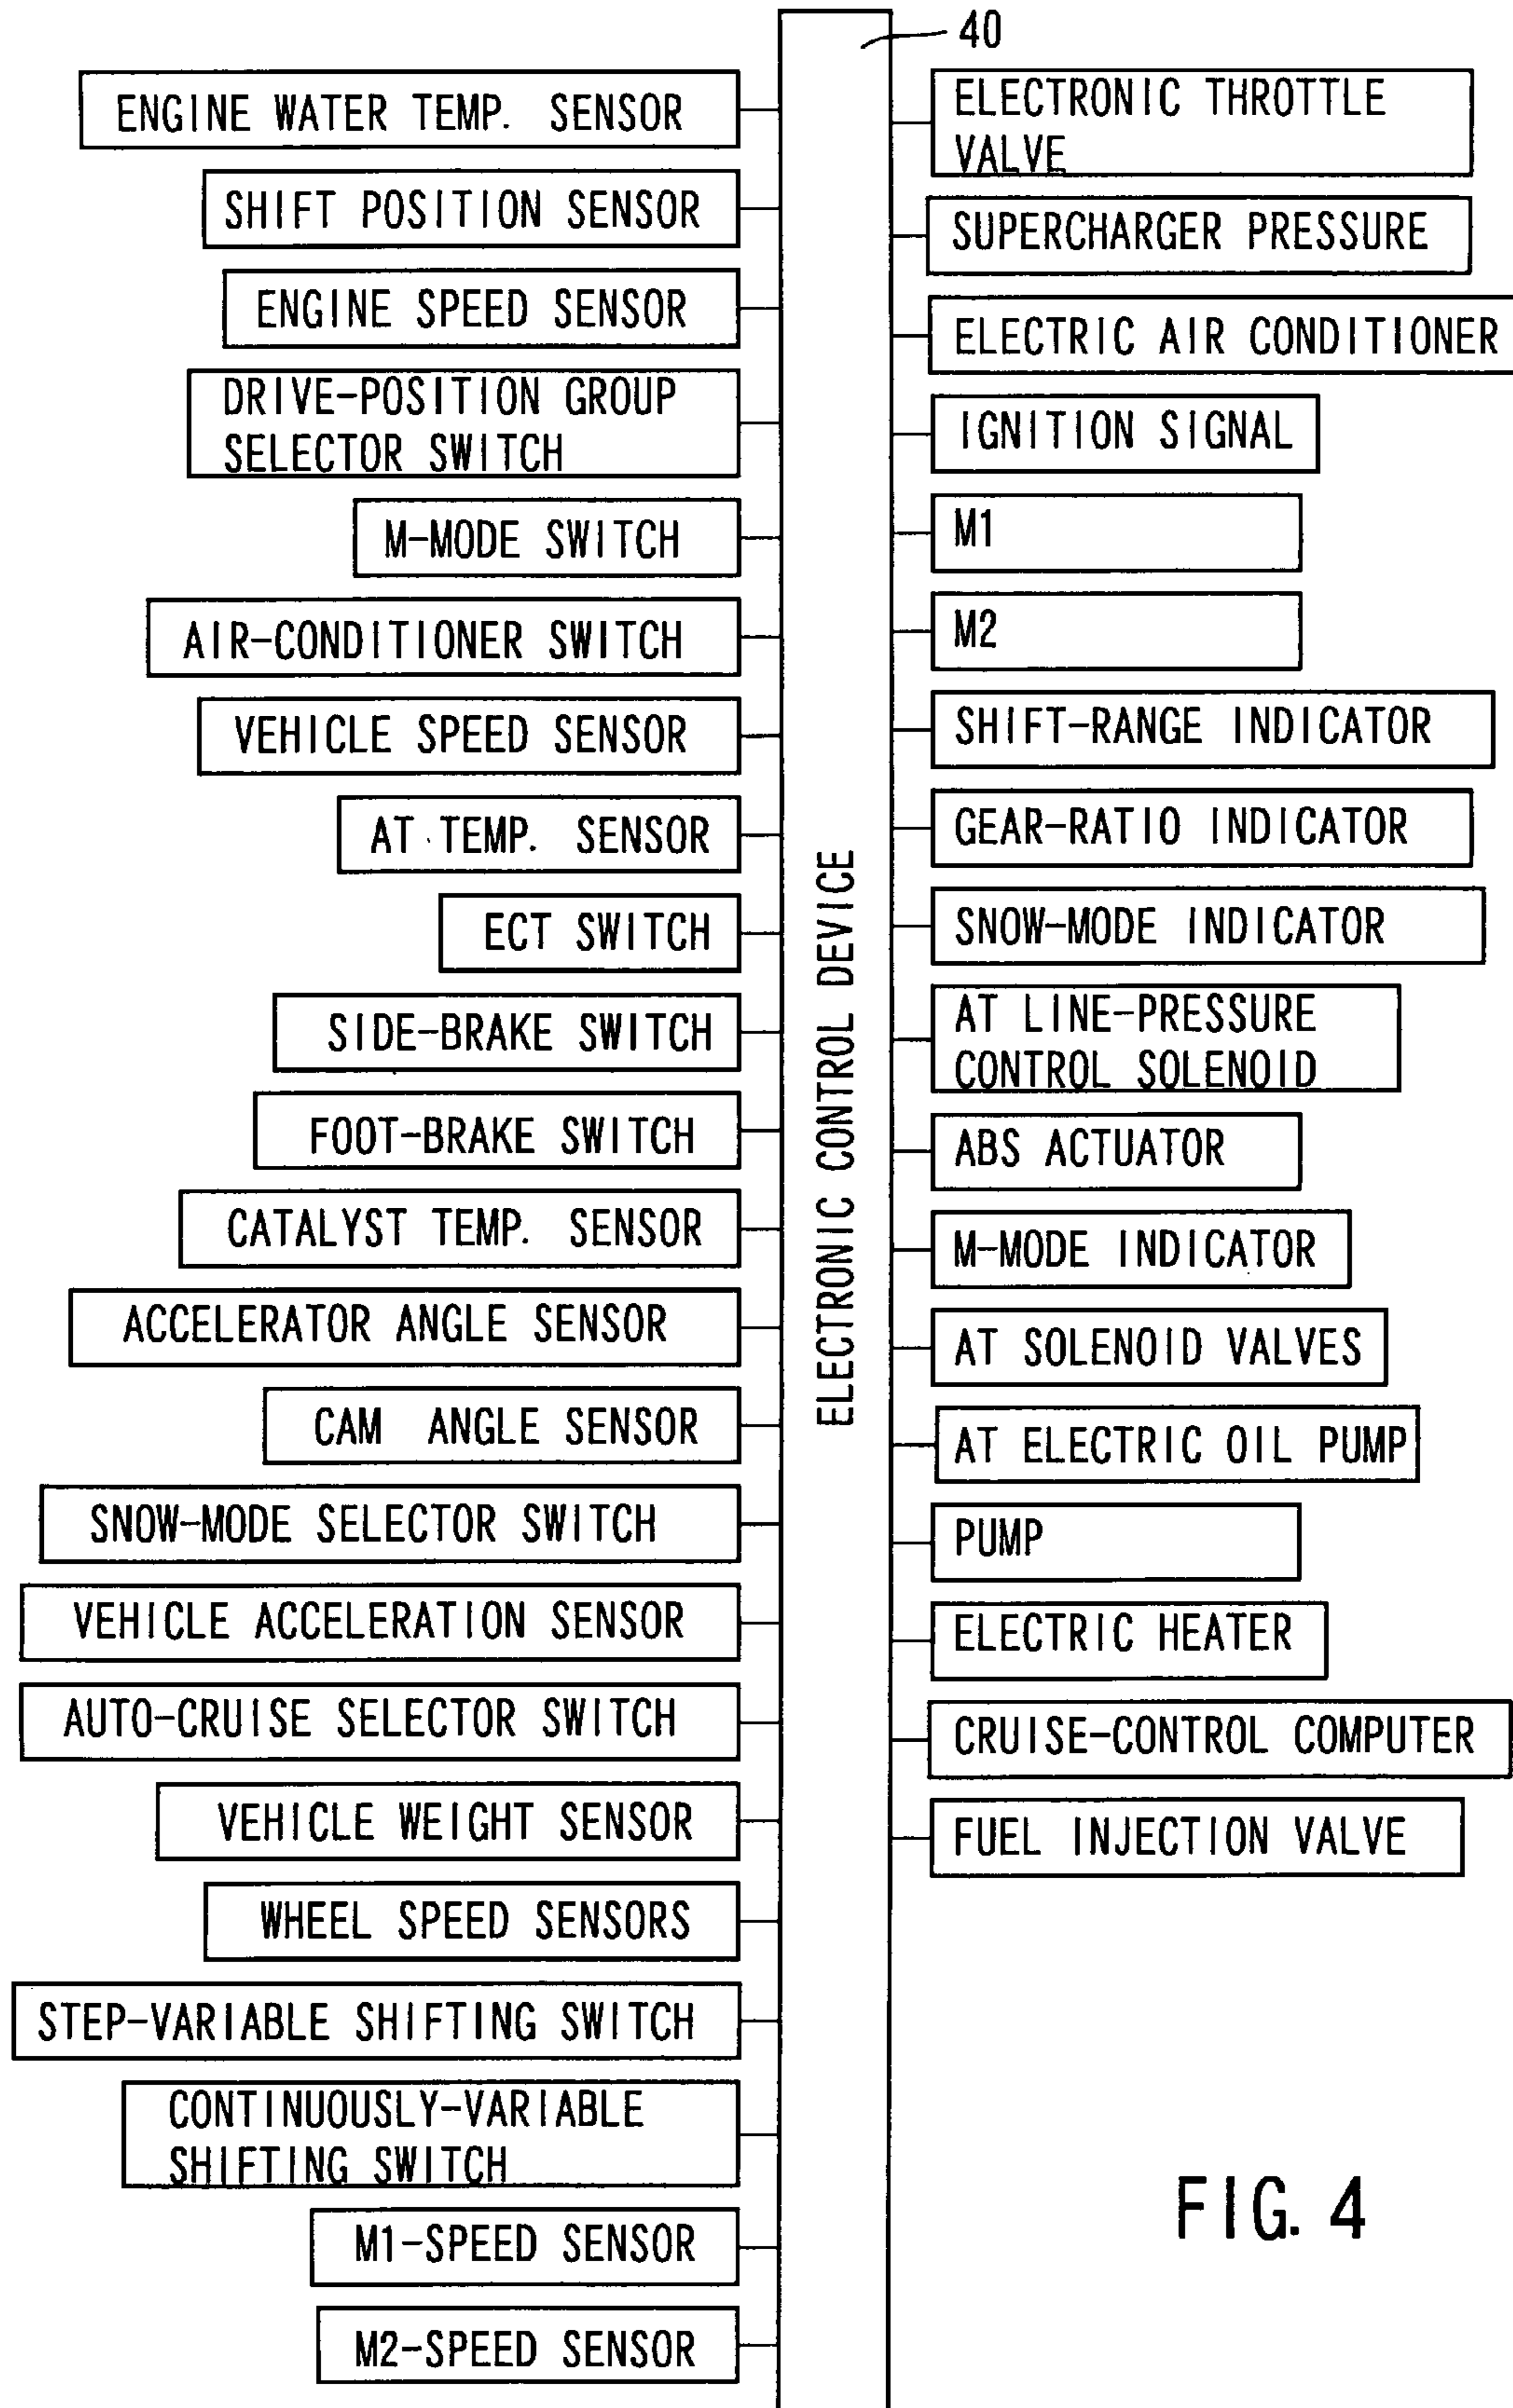 40
ENGINE WATER TEMP. SENSOR
SHIFT POSITION SENSOR
ENGINE SPEED SENSOR
DRIVE-POSITION GROUP
SELECTOR SWITCH
M-MODE SWITCH
AIR-CONDITIONER SWITCH
VEHICLE SPEED SENSOR
AT TEMP. SENSOR
ECT SWITCH
SIDE-BRAKE SWITCH
FOOT-BRAKE SWITCH
CATALYST TEMP. SENSOR
ACCELERATOR ANGLE SENSOR
CAM ANGLE SENSOR
SNOW-MODE SELECTOR SWITCH
VEHICLE ACCELERATION SENSOR
AUTO-CRUISE SELECTOR SWITCH
VEHICLE WEIGHT SENSOR
WHEEL SPEED SENSORS
STEP-VARIABLE SHIFTING SWITCH
CONTINUOUSLY-VARIABLE
SHIFTING SWITCH
M1-SPEED SENSOR
M2-SPEED SENSOR
ELECTRONIC CONTROL DEVICE
ELECTRONIC THROTTLE
VALVE
SUPERCHARGER PRESSURE
ELECTRIC AIR CONDITIONER
IGNITION SIGNAL
M1
M2
SHIFT-RANGE INDICATOR
GEAR-RATIO INDICATOR
SNOW-MODE INDICATOR
AT LINE-PRESSURE
CONTROL SOLENOID
ABS ACTUATOR
M-MODE INDICATOR
AT SOLENOID VALVES
AT ELECTRIC OIL PUMP
PUMP
ELECTRIC HEATER
CRUISE-CONTROL COMPUTER
FUEL INJECTION VALVE
FIG. 4